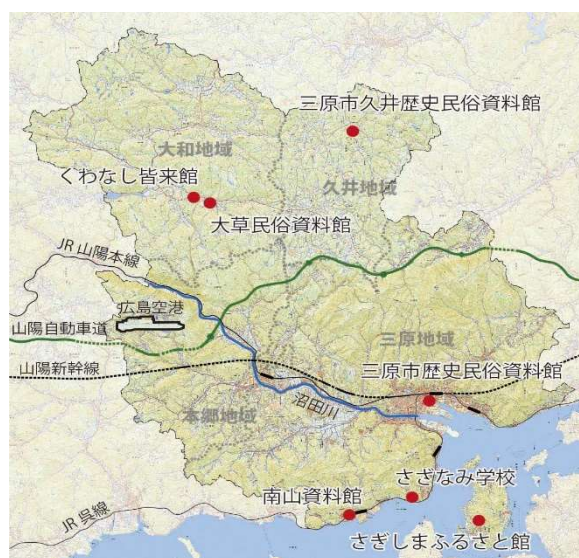 三原市久井歴史民俗資料館
大和地域
久井地域
くわなし皆来館
大草民俗資料館
JR 山陽本線
広島空港
山陽自動車道
三原地域
山陽新幹線
三原市歴史民俗資料館
沼田川
本郷地域
さざなみ学校
南山資料館
JR 呉線
さぎしまふるさと館